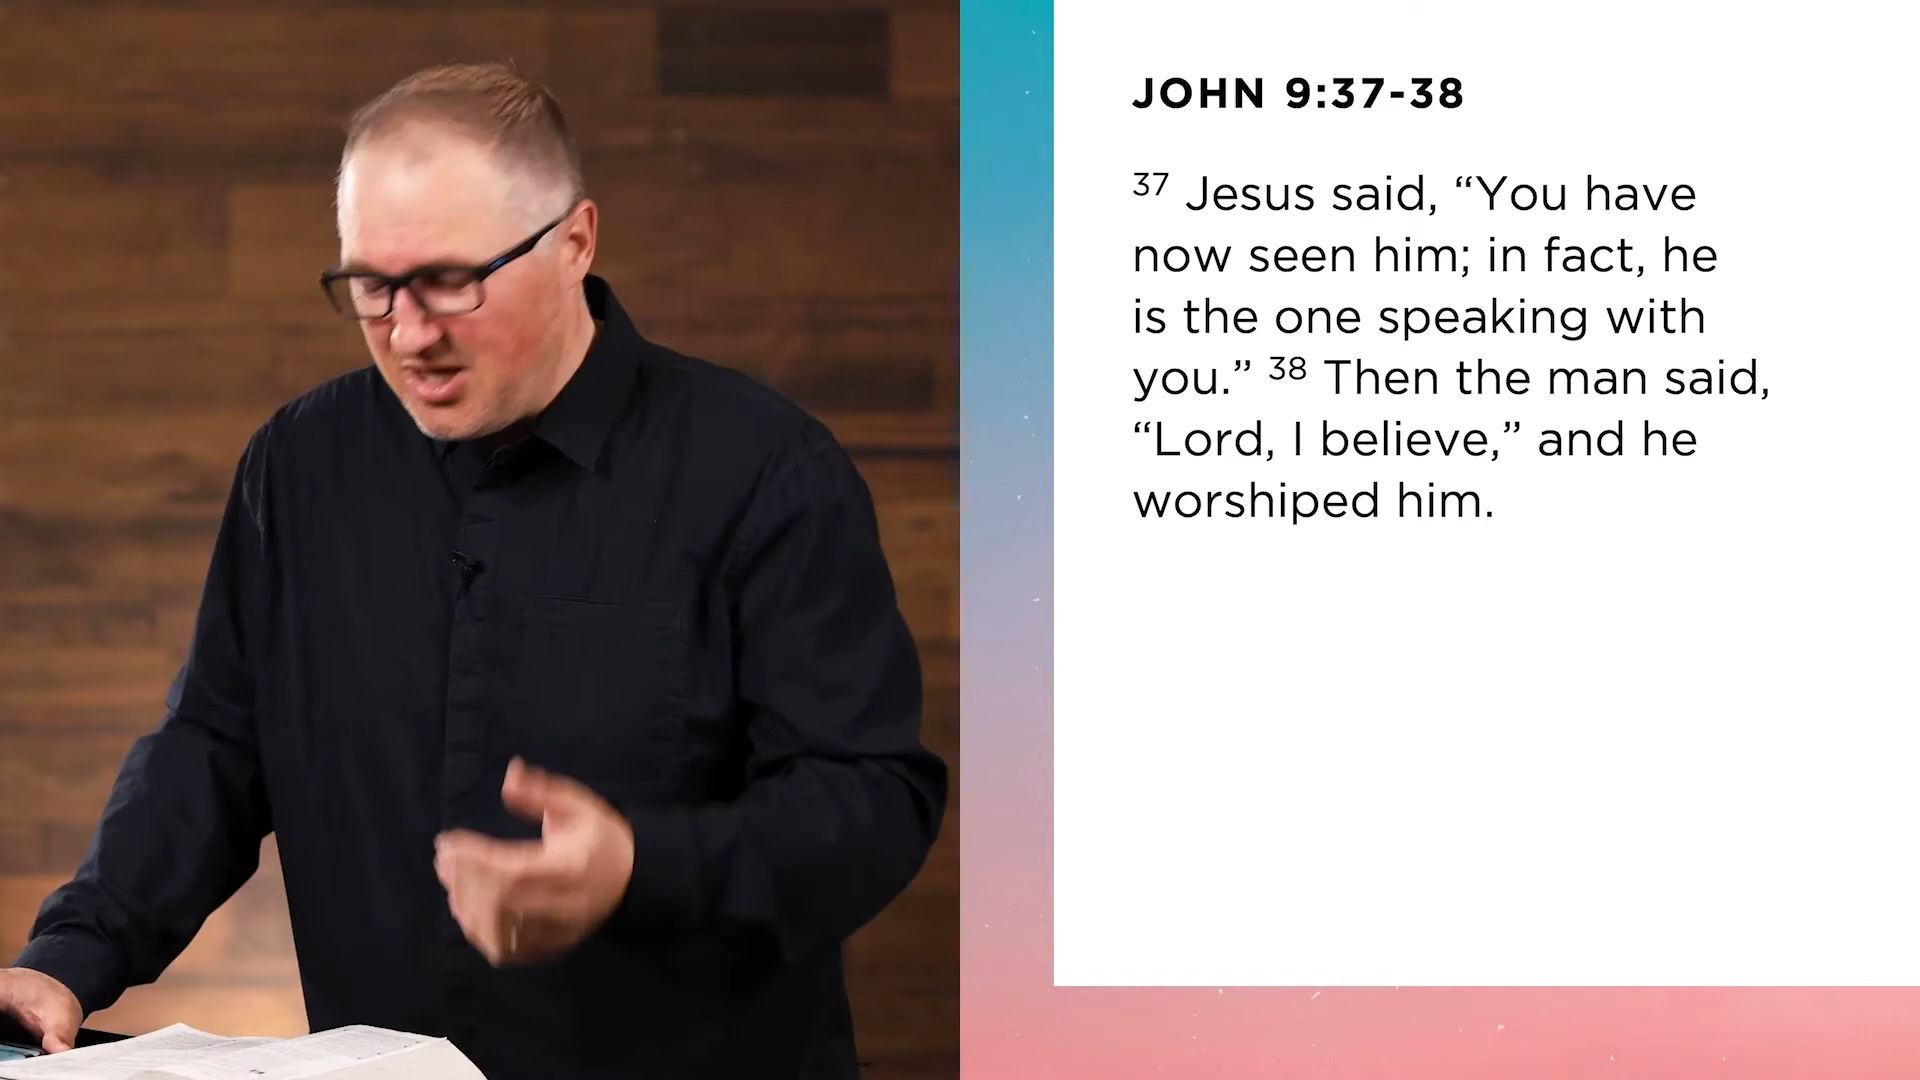 JOHN 9:37-38
37 Jesus said, “You have
now seen him; in fact, he
is the one speaking with
you.” 38 Then the man said,
“Lord, I believe,” and he
worshiped him.